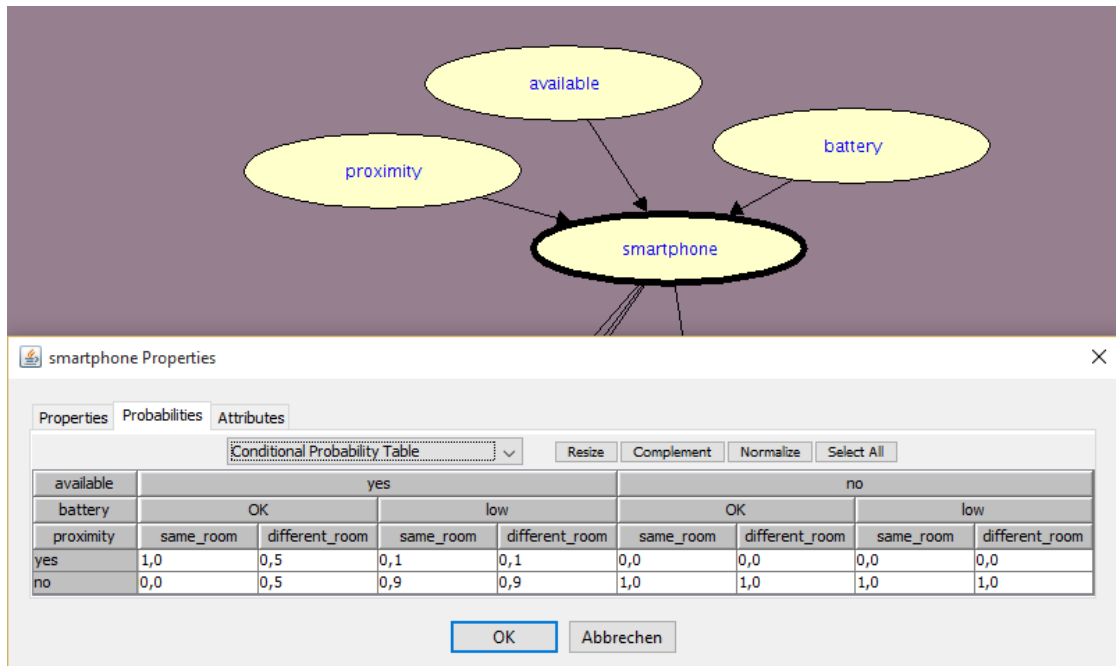 available
battery
proximity
smartphone
smartphone Properties
Properties Probabilities Attributes
Conditional Probability Table Resize Complement Normalize Select All
available yes no
battery OK low OK low
proximity same_room different_room same_room different_room same_room different_room same_room different_room
yes 1,0 0,5 0,1 0,1 0,0 0,0 0,0 0,0
no 0,0 0,5 0,9 0,9 1,0 1,0 1,0 1,0
OK Abbrechen